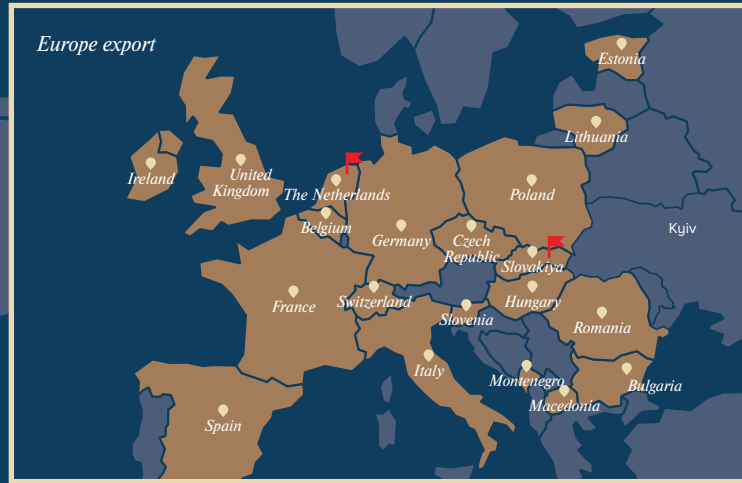 Europe export
Estonia
Lithuania
Ireland
United
Kingdom
The Netherlands
Poland
Belgium
Germany
Czech
Republic
Kyiv
Slovakiya
France
Switzerland
Hungary
Slovenia
Romania
Italy
Montenegro
Bulgaria
Macedonia
Spain